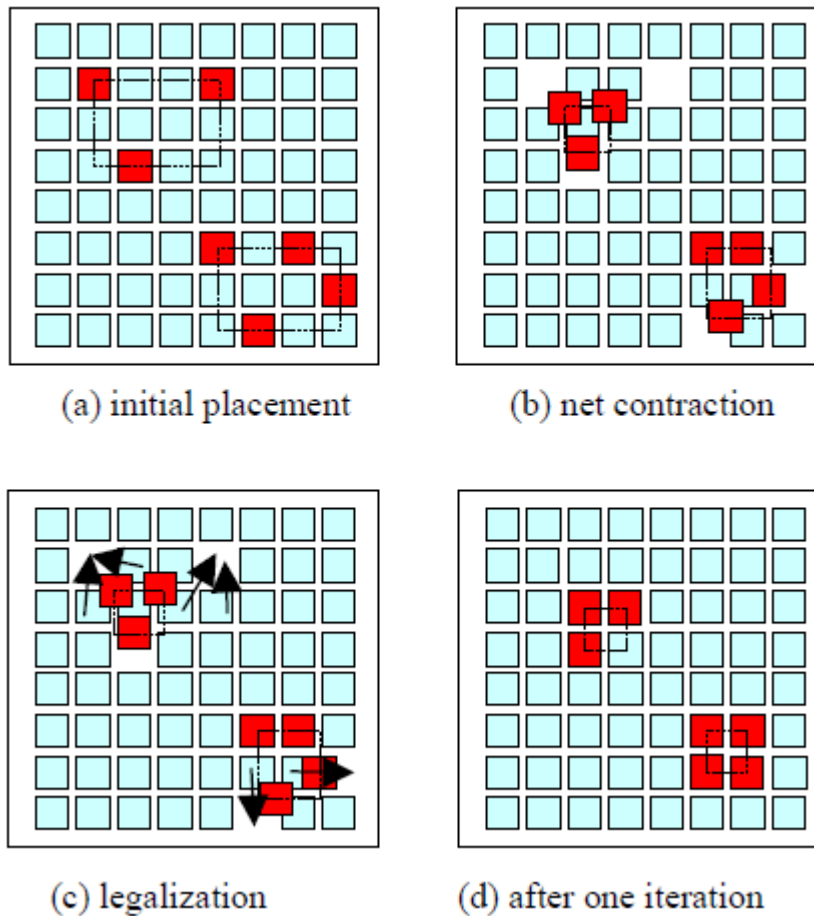 (a) initial placement
(b) net contraction
(c) legalization
(d) after one iteration